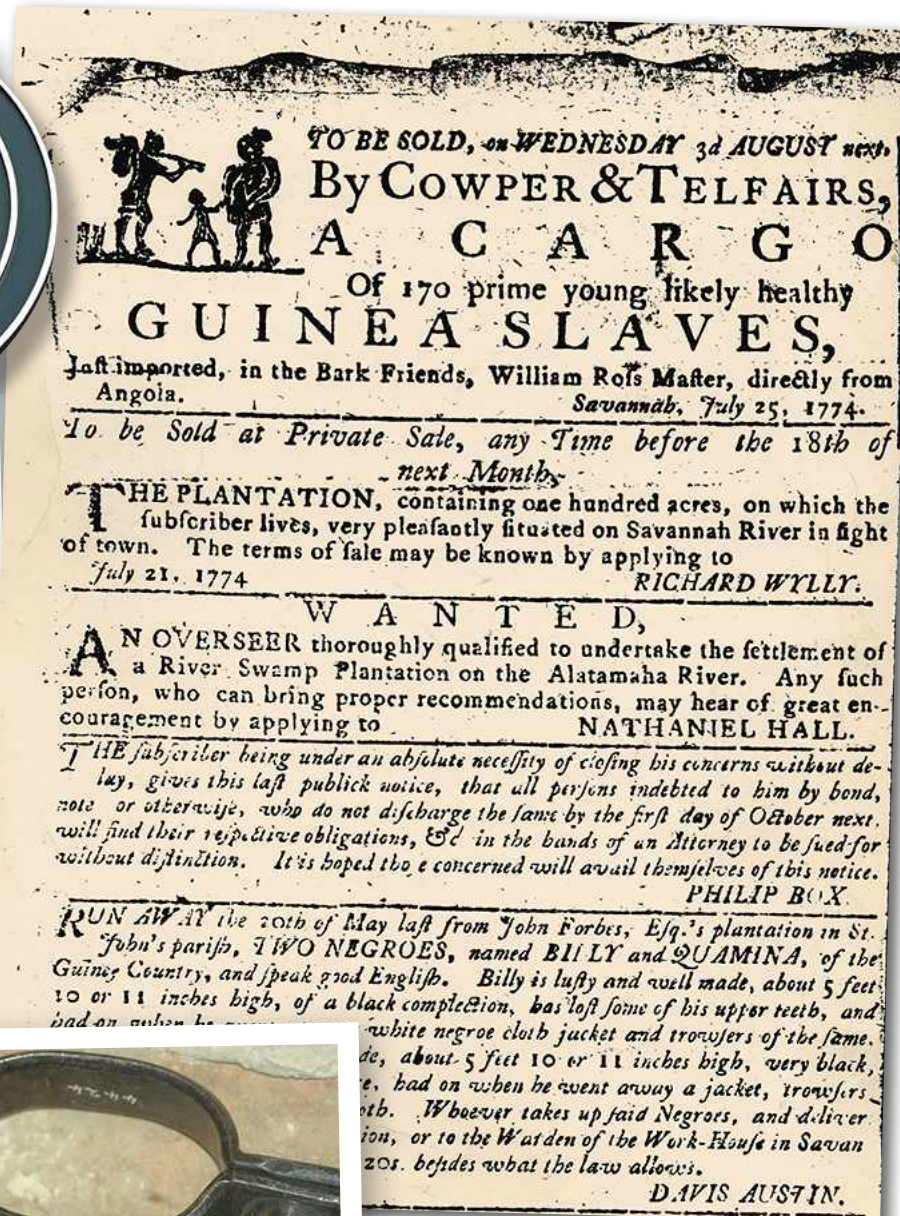 TO BE SOLD, on WEDNESDAY 3d AUGUST next,
By COWPER & TELFAIRS,
A CARGO
Of 170 prime young likely healthy
GUINEA SLAVES,
Just imported, in the Bark Friends, William Ross Master, directly from
Angola. Savannah, July 25, 1774.
To be Sold at Private Sale, any Time before the 18th of
next Month,
THE PLANTATION, containing one hundred acres, on which the
subscriber lives, very pleasantly situated on Savannah River in sight
of town. The terms of sale may be known by applying to
July 21, 1774 RICHARD WYLLY.
WANTED,
AN OVERSEER thoroughly qualified to undertake the settlement of
a River Swamp Plantation on the Alatamaha River. Any such
person, who can bring proper recommendations, may hear of great en-
couragement by applying to NATHANIEL HALL.
THE subscriber being under an absolute necessity of closing his concerns without de-
lay, gives this last publick notice, that all persons indebted to him by bond,
note or otherwise, who do not discharge the same by the first day of October next,
will find their respective obligations, &c in the hands of an Attorney to be sued for
without distinction. It is hoped those concerned will avail themselves of this notice.
PHILIP BOX.
RUN AWAY the 20th of May last from John Forbes, Esq.'s plantation in St.
John's parish, TWO NEGROES, named BILLY and QUAMINA, of the
Guinea Country, and speak good English. Billy is lusty and well made, about 5 feet
10 or 11 inches high, of a black complection, has lost some of his upper teeth, and
had on when he white negroe cloth jacket and trowsers of the same.
about 5 feet 10 or 11 inches high, very black,
had on when he went away a jacket, trowsers
Whoever takes up said Negroes, and deliver
or to the Warden of the Work-House in Savan
20s. besides what the law allows.
DAVIS AUSTIN.